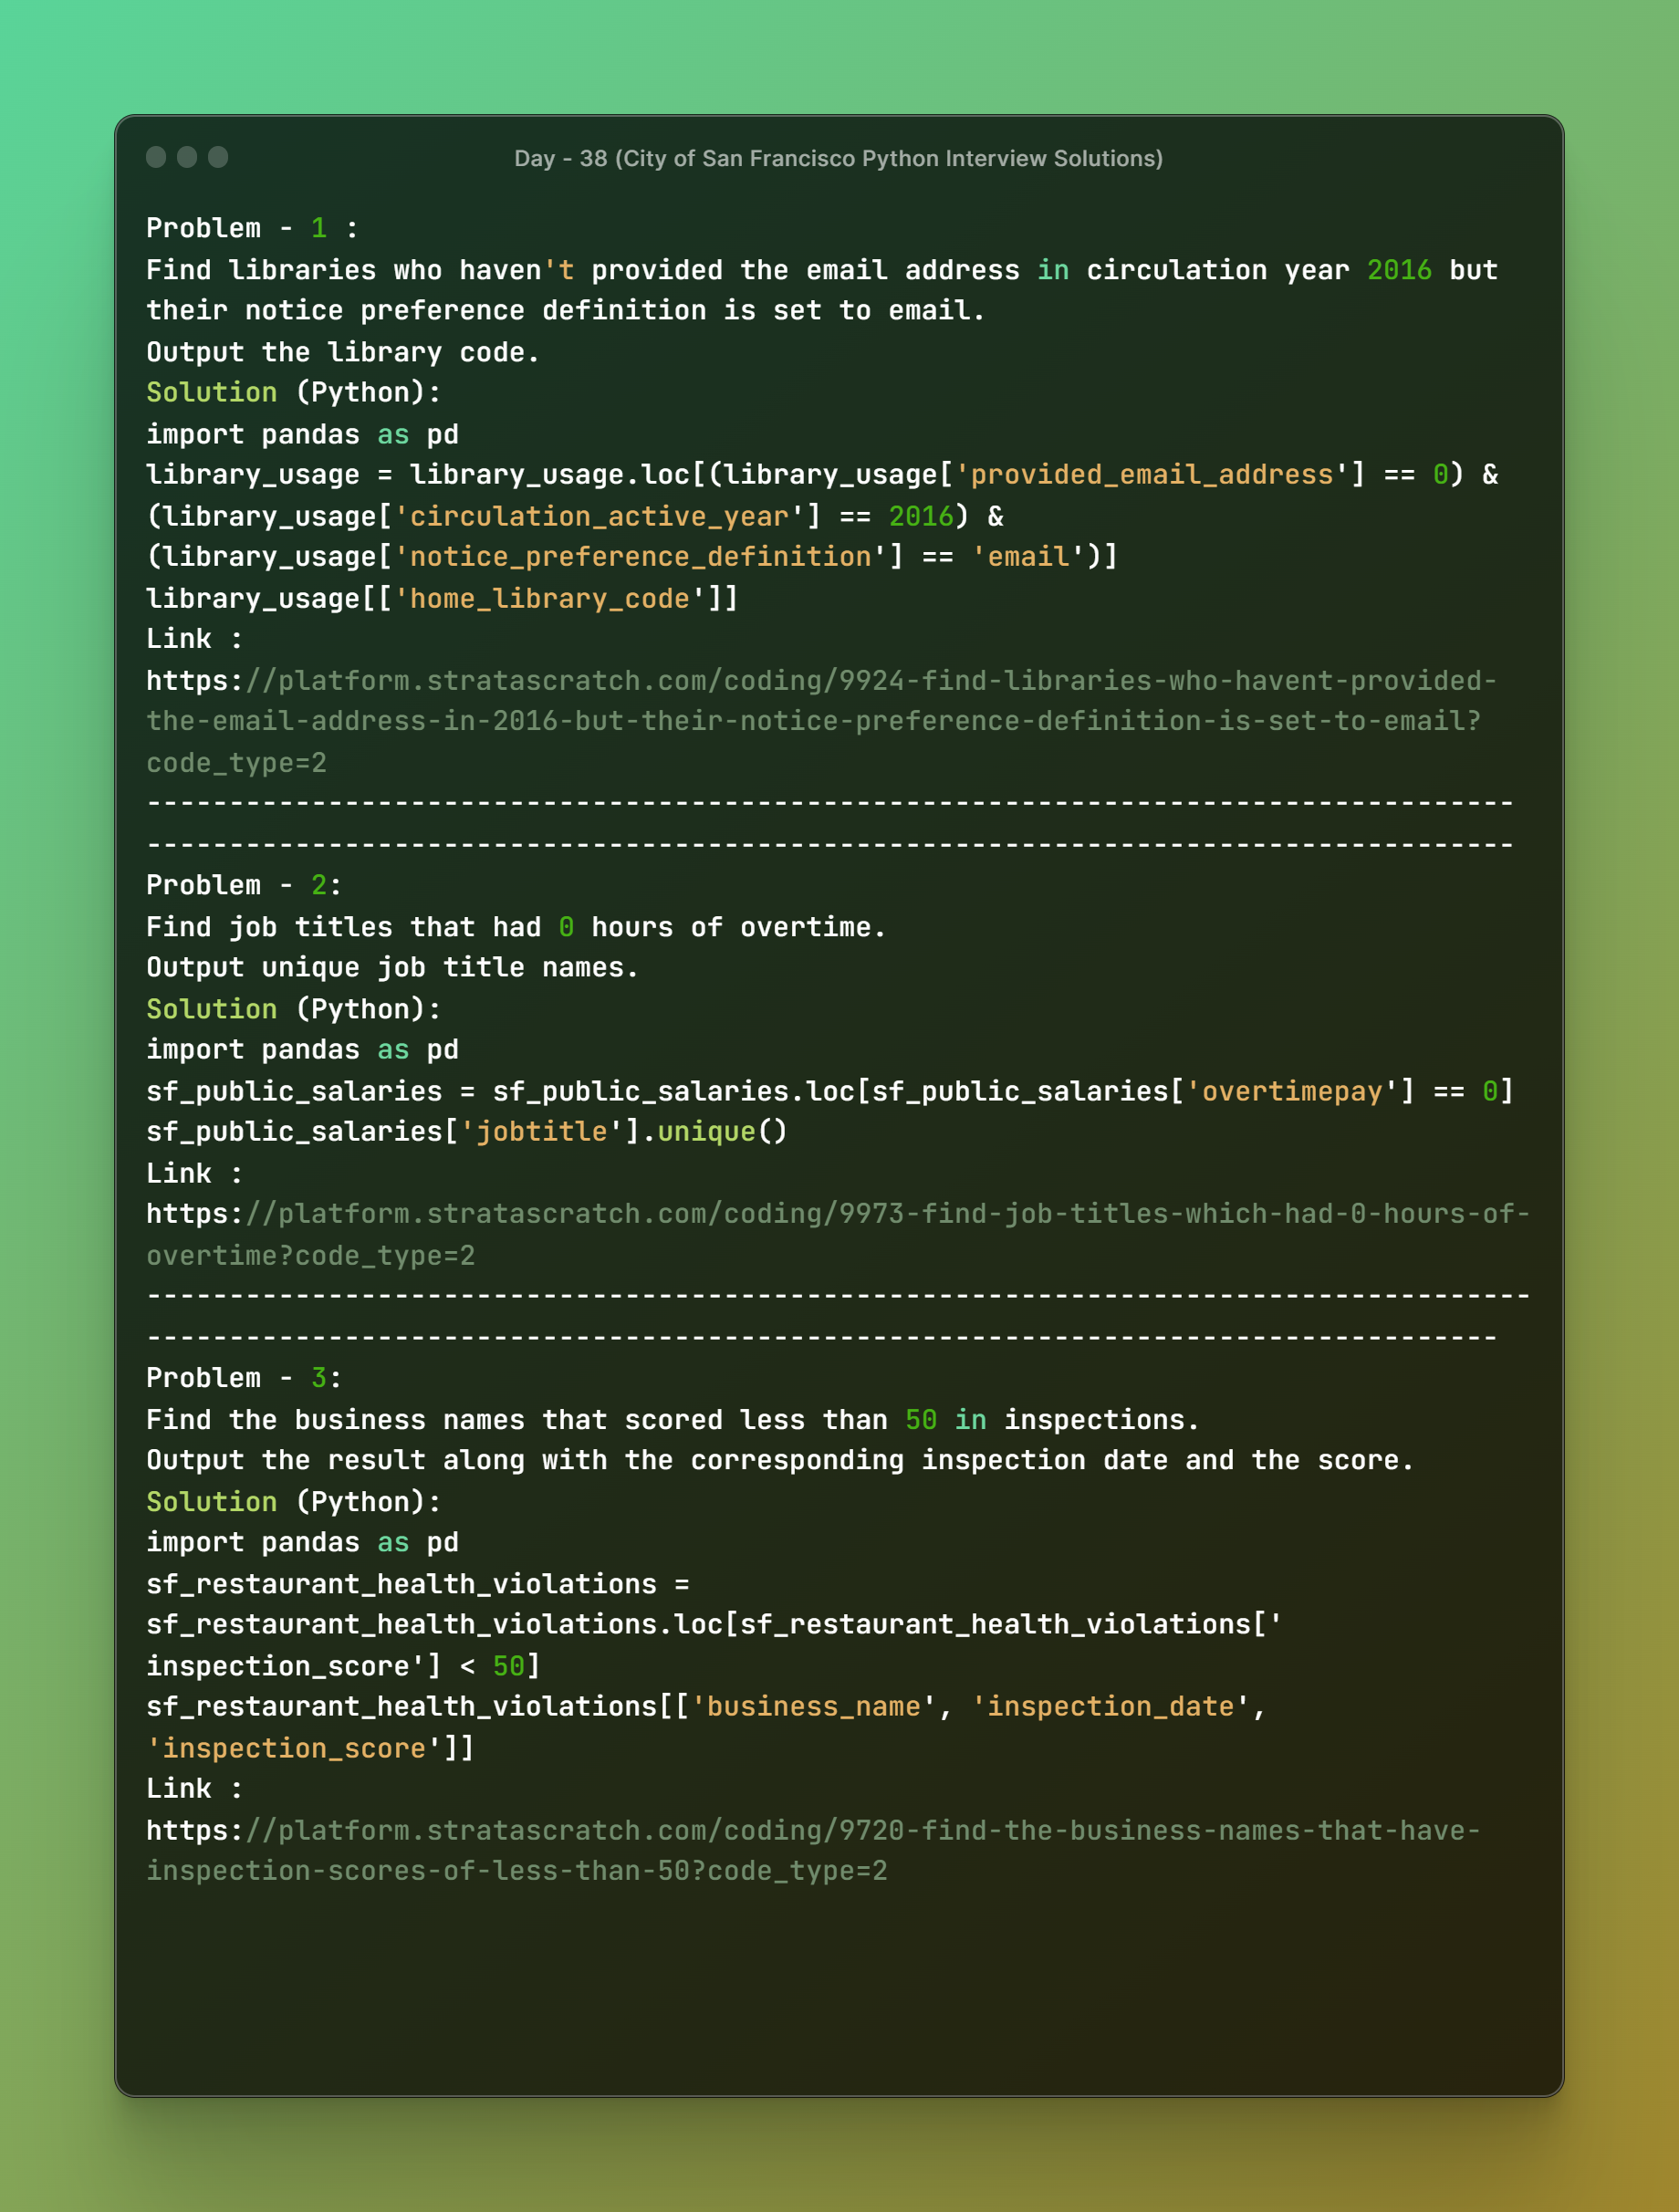 Day - 38 (City of San Francisco Python Interview Solutions)
Problem - 1 :
Find libraries who haven't provided the email address in circulation year 2016 but
their notice preference definition is set to email.
Output the library code.
Solution (Python):
import pandas as pd
library_usage = library_usage.loc[(library_usage['provided_email_address'] == 0) &
(library_usage['circulation_active_year'] == 2016) &
(library_usage['notice_preference_definition'] == 'email')]
library_usage[['home_library_code']]
Link :
https://platform.stratascratch.com/coding/9924-find-libraries-who-havent-provided-
the-email-address-in-2016-but-their-notice-preference-definition-is-set-to-email?
code_type=2
-----------------------------------------------------------------------------------
-----------------------------------------------------------------------------------
Problem - 2:
Find job titles that had 0 hours of overtime.
Output unique job title names.
Solution (Python):
import pandas as pd
sf_public_salaries = sf_public_salaries.loc[sf_public_salaries['overtimepay'] == 0]
sf_public_salaries['jobtitle'].unique()
Link :
https://platform.stratascratch.com/coding/9973-find-job-titles-which-had-0-hours-of-
overtime?code_type=2
------------------------------------------------------------------------------------
----------------------------------------------------------------------------------
Problem - 3:
Find the business names that scored less than 50 in inspections.
Output the result along with the corresponding inspection date and the score.
Solution (Python):
import pandas as pd
sf_restaurant_health_violations =
sf_restaurant_health_violations.loc[sf_restaurant_health_violations['
inspection_score'] < 50]
sf_restaurant_health_violations[['business_name', 'inspection_date',
'inspection_score']]
Link :
https://platform.stratascratch.com/coding/9720-find-the-business-names-that-have-
inspection-scores-of-less-than-50?code_type=2